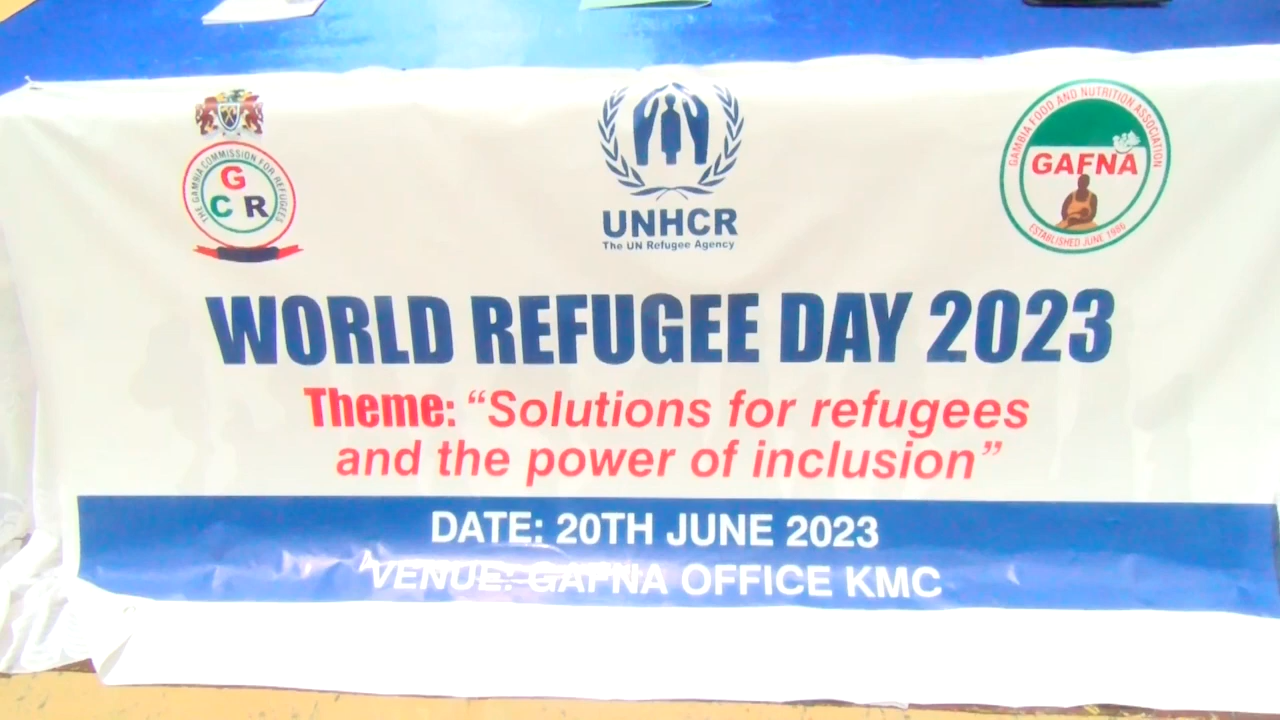 THE GAMBIA COMMISSION FOR REFUGEES
G
C R
UNHCR
The UN Refugee Agency
GAMBIA FOOD AND NUTRITION ASSOCIATION
GAFNA
ESTABLISHED JUNE 1986
WORLD REFUGEE DAY 2023
Theme: “Solutions for refugees
and the power of inclusion”
DATE: 20TH JUNE 2023
VENUE: GAFNA OFFICE KMC